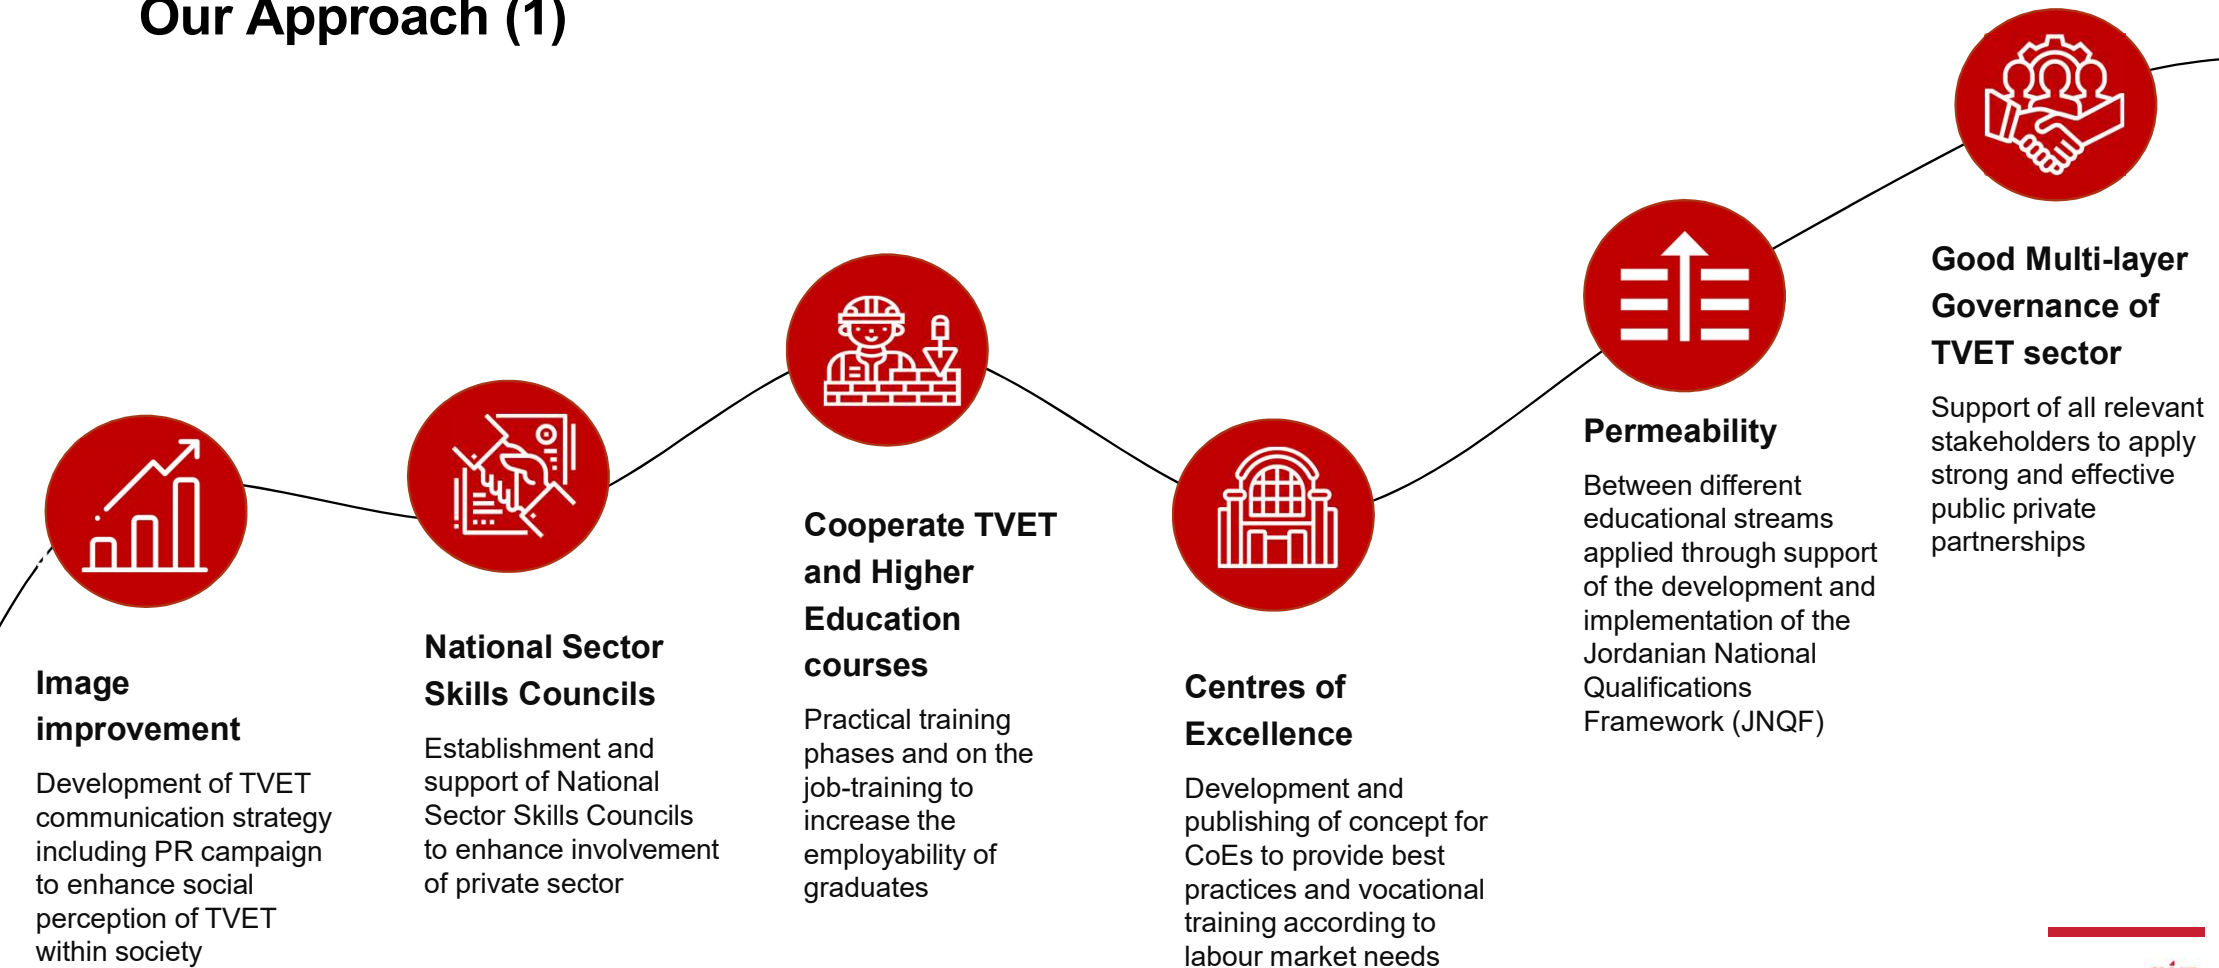 Our Approach (1)
Image
improvement
Development of TVET
communication strategy
including PR campaign
to enhance social
perception of TVET
within society
National Sector
Skills Councils
Establishment and
support of National
Sector Skills Councils
to enhance involvement
of private sector
Cooperate TVET
and Higher
Education
courses
Practical training
phases and on the
job-training to
increase the
employability of
graduates
Centres of
Excellence
Development and
publishing of concept for
CoEs to provide best
practices and vocational
training according to
labour market needs
Permeability
Between different
educational streams
applied through support
of the development and
implementation of the
Jordanian National
Qualifications
Framework (JNQF)
Good Multi-layer
Governance of
TVET sector
Support of all relevant
stakeholders to apply
strong and effective
public private
partnerships